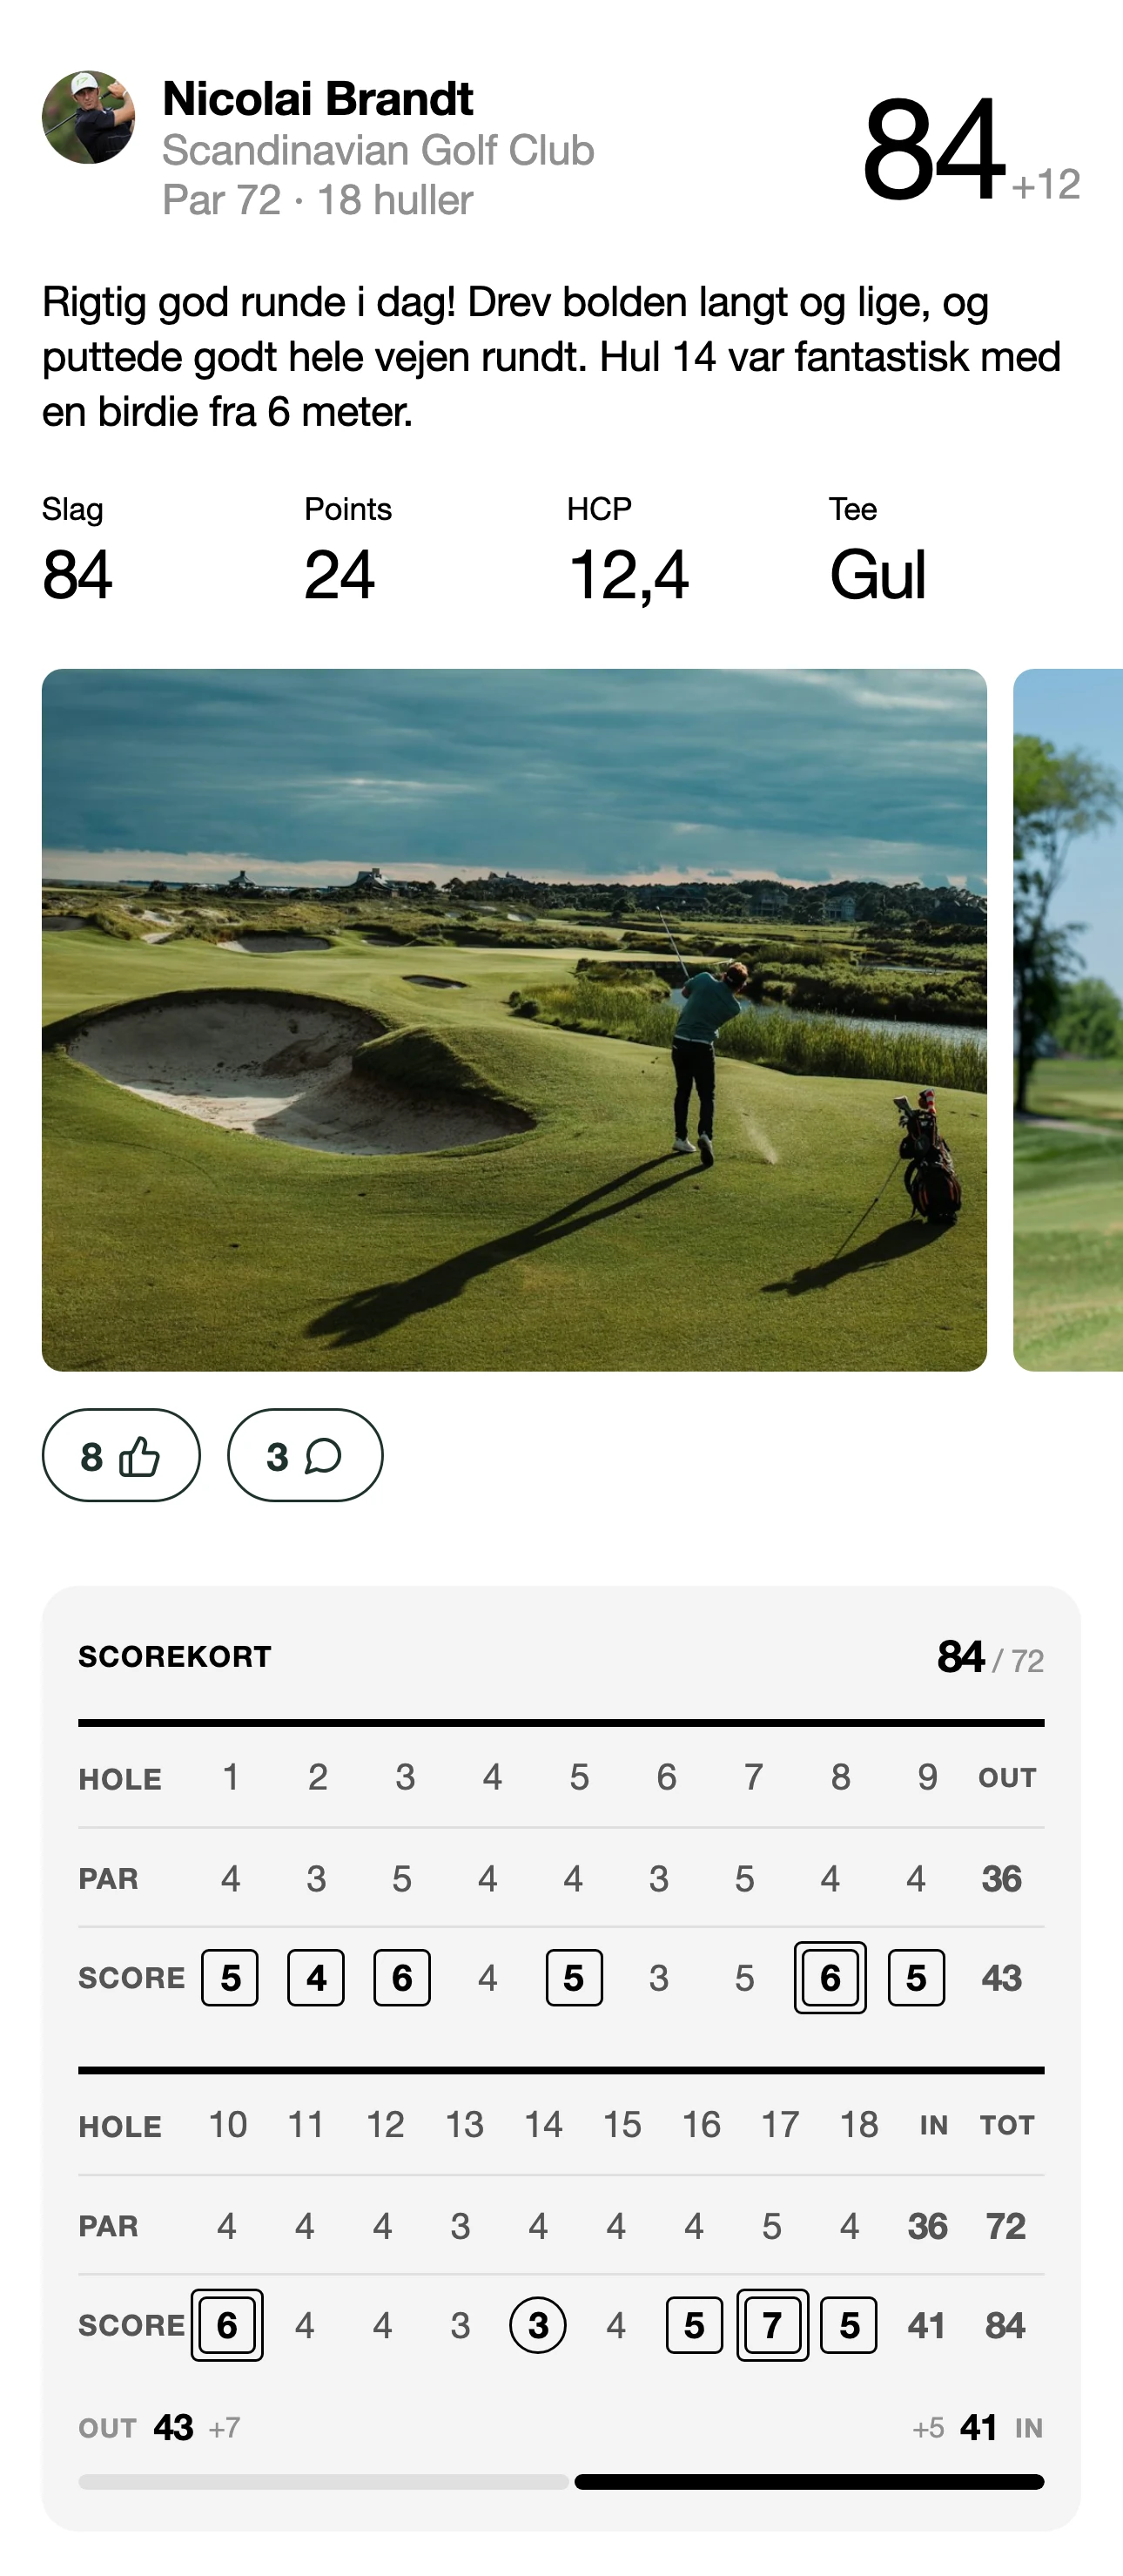 Nicolai Brandt
Scandinavian Golf Club
Par 72 · 18 huller
84 +12
Rigtig god runde i dag! Drev bolden langt og lige, og
puttede godt hele vejen rundt. Hul 14 var fantastisk med
en birdie fra 6 meter.
Slag Points HCP Tee
84 24 12,4 Gul
8 3
SCOREKORT 84 / 72
HOLE 1 2 3 4 5 6 7 8 9 OUT
PAR 4 3 5 4 4 3 5 4 4 36
SCORE 5 4 6 4 5 3 5 6 5 43
HOLE 10 11 12 13 14 15 16 17 18 IN TOT
PAR 4 4 4 3 4 4 4 5 4 36 72
SCORE 6 4 4 3 3 4 5 7 5 41 84
OUT 43 +7 +5 41 IN